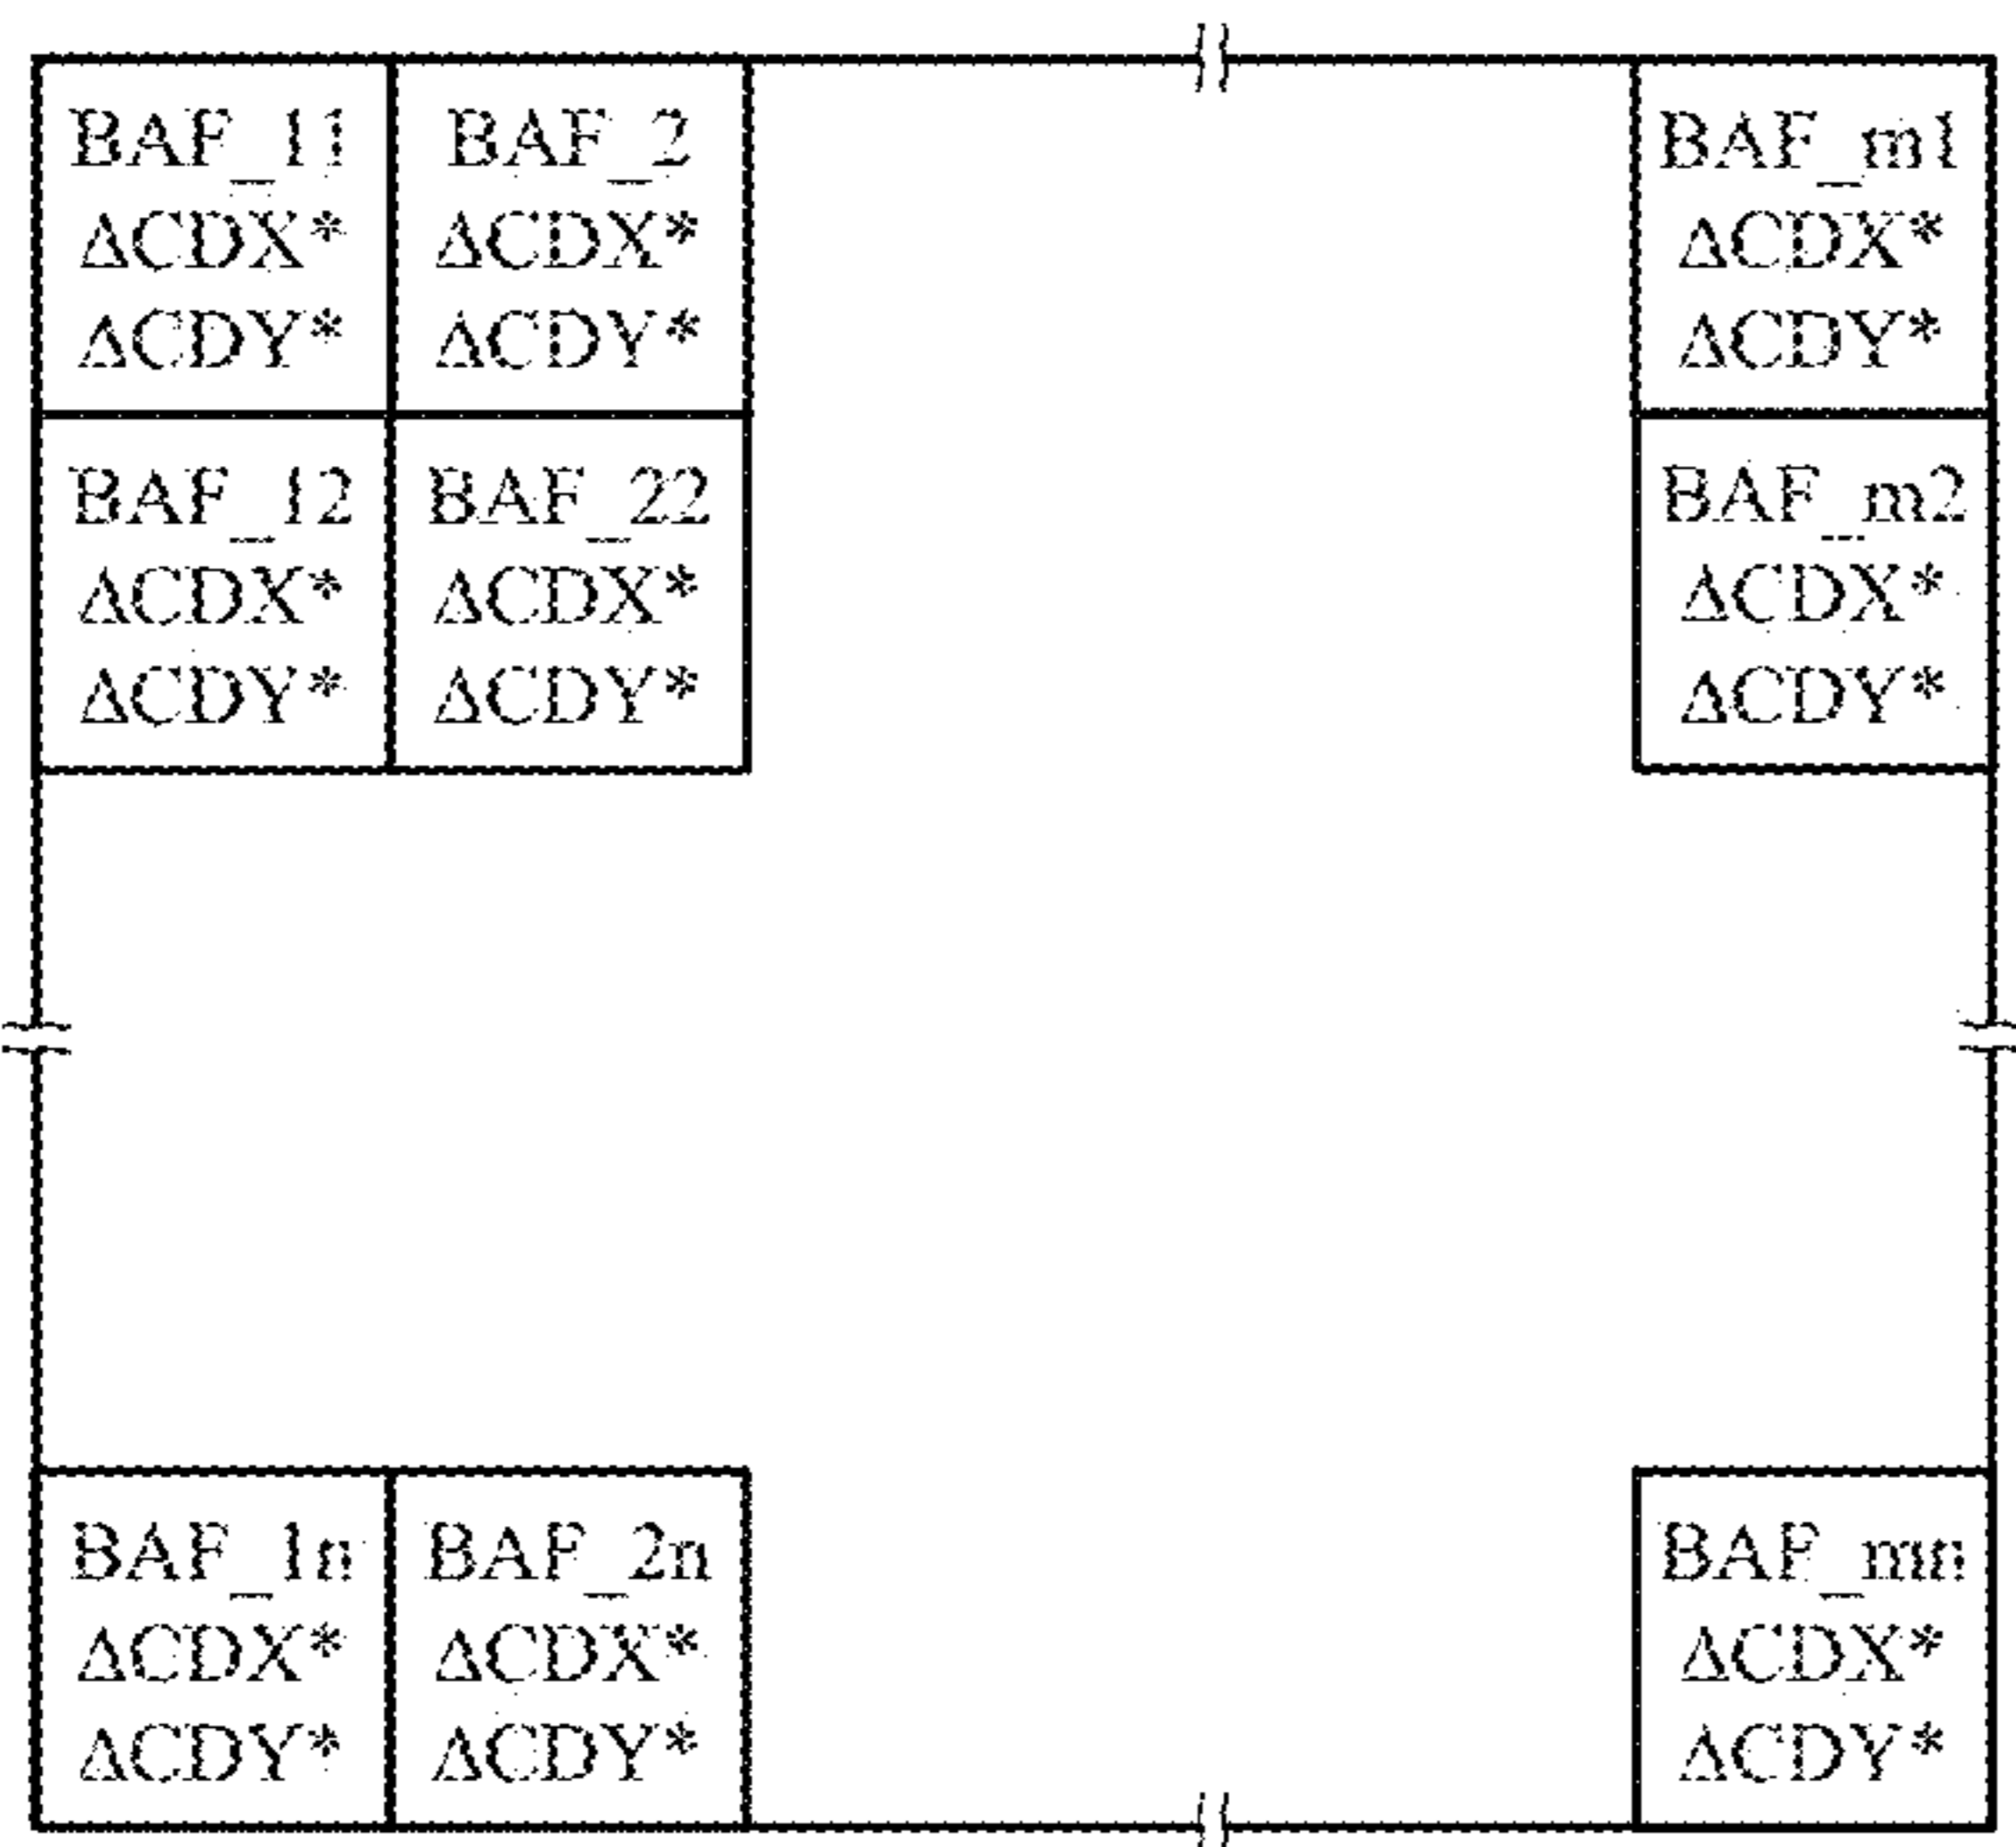 BAF_11
ΔCDX*
ΔCDY*
BAF_2
ΔCDX*
ΔCDY*
BAF_m1
ΔCDX*
ΔCDY*
BAF_12
ΔCDX*
ΔCDY*
BAF_22
ΔCDX*
ΔCDY*
BAF_m2
ΔCDX*
ΔCDY*
BAF_1n
ΔCDX*
ΔCDY*
BAF_2n
ΔCDX*
ΔCDY*
BAF_mn
ΔCDX*
ΔCDY*